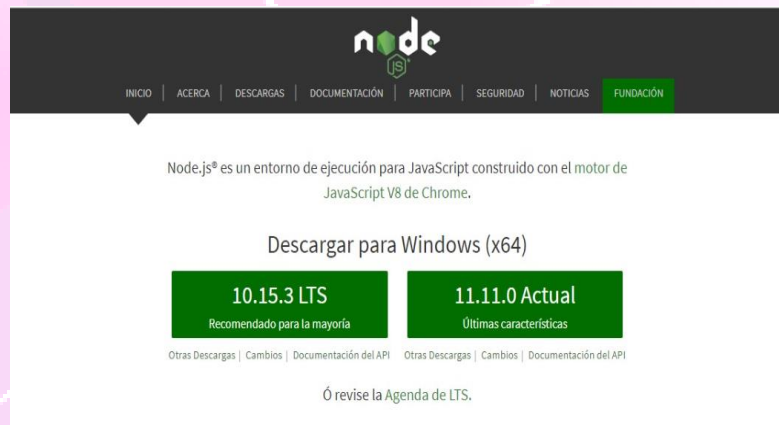 node
JS
INICIO | ACERCA | DESCARGAS | DOCUMENTACIÓN | PARTICIPA | SEGURIDAD | NOTICIAS FUNDACIÓN
Node.js® es un entorno de ejecución para JavaScript construido con el motor de
JavaScript V8 de Chrome.
Descargar para Windows (x64)
10.15.3 LTS
Recomendado para la mayoría
11.11.0 Actual
Últimas características
Otras Descargas | Cambios | Documentación del API
Otras Descargas | Cambios | Documentación del API
Ó revise la Agenda de LTS.